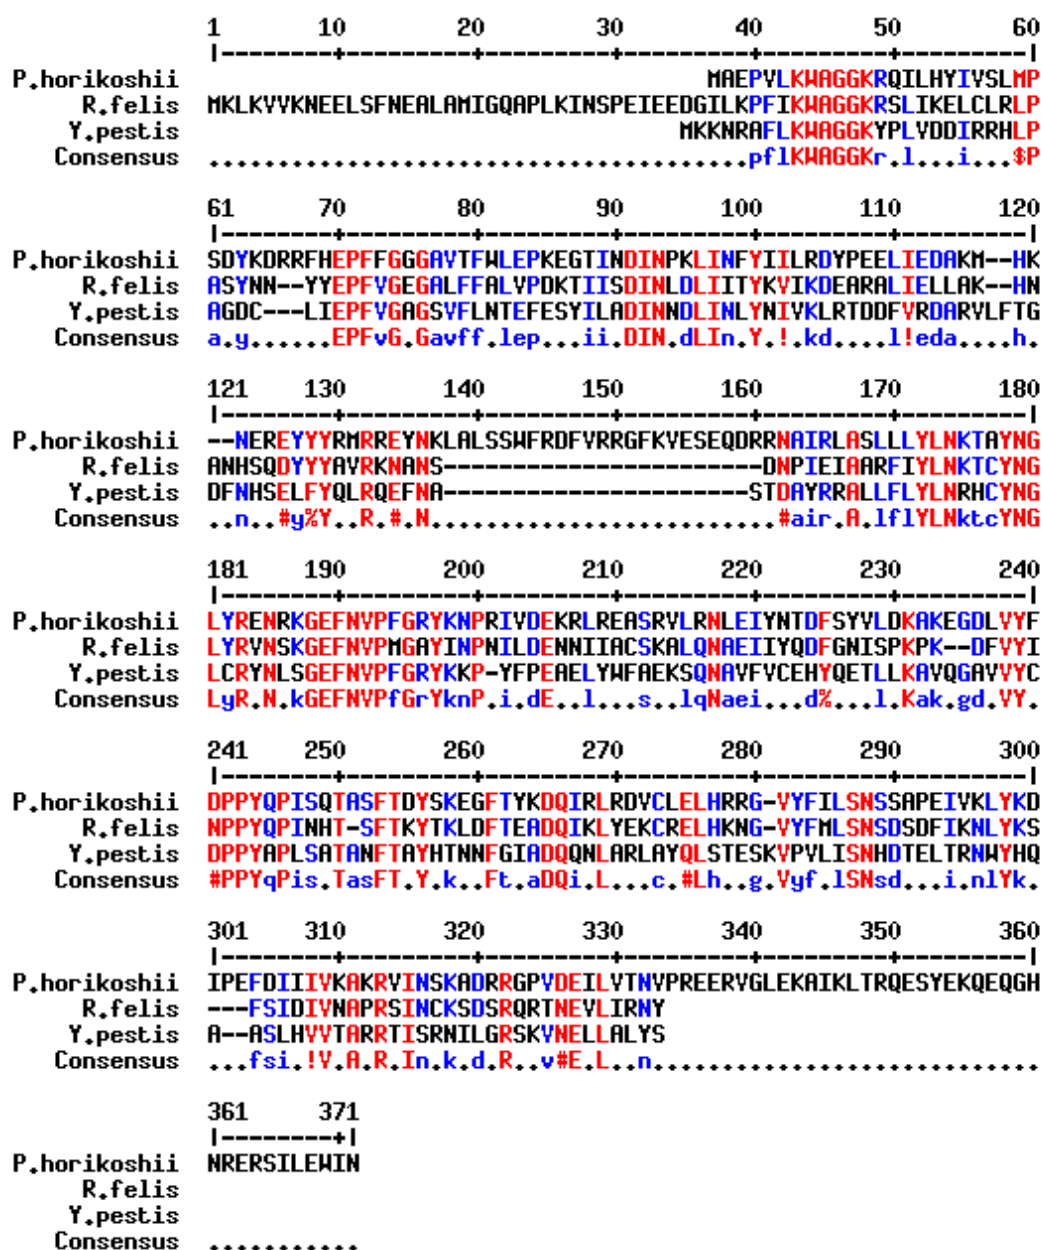 1 10 20 30 40 50 60
|--------+---------+---------+---------+---------+---------|
P.horikoshii MAEPVLKWAGGKRQILHYIVSLMP
R.felis MKLKVVKNEELSFNEALAMIGQAPLKINSPEIEEDGILKPFIKWAGGKRSLIKELCLRLP
Y.pestis MKKNRAFLKWAGGKYPLVDDIRRHLP
Consensus .......................................pflKWAGGKr.l...i...$P
61 70 80 90 100 110 120
|--------+---------+---------+---------+---------+---------|
P.horikoshii SDYKDRRFHEPFFGGGAVTFWLEPKEGTINDINPKLINFYIILRDYPEELIEDAKM--HK
R.felis ASYNN--YYEPFVGEGALFFALVPDKTIISDINLDLIITYKVIKDEARALIELLAK--HN
Y.pestis AGDC---LIEPFVGAGSVFLNTEFESYILADINNDLINLYNIVKLRTDDFVRDARVLFTG
Consensus a.y......EPFvG.Gavff.lep...ii.DIN.dLIn.Y.!.kd....l!eda....h.
121 130 140 150 160 170 180
|--------+---------+---------+---------+---------+---------|
P.horikoshii --NEREYYYRMRREYNKLALSSWFRDFVRRGFKVESEQDRRNAIRLASLLLYLNKTAYNG
R.felis ANHSQDYYYAVRKNANS----------------------DNPIEIAARFIYLNKTCYNG
Y.pestis DFNHSELFYQLRQEFNA----------------------STDAYRRALLFLYLNRHCYNG
Consensus ..n..#y%Y..R.#.N........................#air.A.lflYLNktcYNG
181 190 200 210 220 230 240
|--------+---------+---------+---------+---------+---------|
P.horikoshii LYRENRKGEFNVPFGRYKNPRIVDEKRLREASRVLRNLEIYNTDFSYVLDKAKEGDLVYF
R.felis LYRVNSKGEFNVPMGAYINPNILDENNIIACSKALQNAEIIYQDFGNISPKPK--DFVYI
Y.pestis LCRYNLSGEFNVPFGRYKKP-YFPEAELYWFAEKSQNAVFVCEHYQETLLKAVQGAVVYC
Consensus LyR.N.kGEFNVPfGrYknP.i.dE..l...s..lqNaei...d%...l.Kak.gd.VY.
241 250 260 270 280 290 300
|--------+---------+---------+---------+---------+---------|
P.horikoshii DPPYQPISQTASFTDYSKEGFTYKDQIRLRDVCLELHRRG-VYFILSNSSAPEIVKLYKD
R.felis NPPYQPINHT-SFTKYTKLDFTEADQIKLYEKCRELHKNG-VYFMLSNSDSDFIKNLYKS
Y.pestis DPPYAPLSATANFTAYHTNNFGIADQQNLARLAYQLSTESKVPVLISNHDTELTRNWYHQ
Consensus #PPYqPis.TasFT.Y.k..Ft.aDQi.L...c.#Lh..g.Vyf.lSNsd...i.nlYk.
301 310 320 330 340 350 360
|--------+---------+---------+---------+---------+---------|
P.horikoshii IPEFDIIIVKAKRVINSKADRRGPVDEILVTNVPREERVGLEKAIKLTRQESYEKQEQGH
R.felis ---FSIDIVNAPRSINCKSDSRQRTNEVLIRNY
Y.pestis A--ASLHVVTARRTISRNILGRSKVNELLALYS
Consensus ...fsi.!V.A.R.In.k.d.R..v#E.L..n............................
361 371
|--------+|
P.horikoshii NRERSILEWIN
R.felis
Y.pestis
Consensus ...........